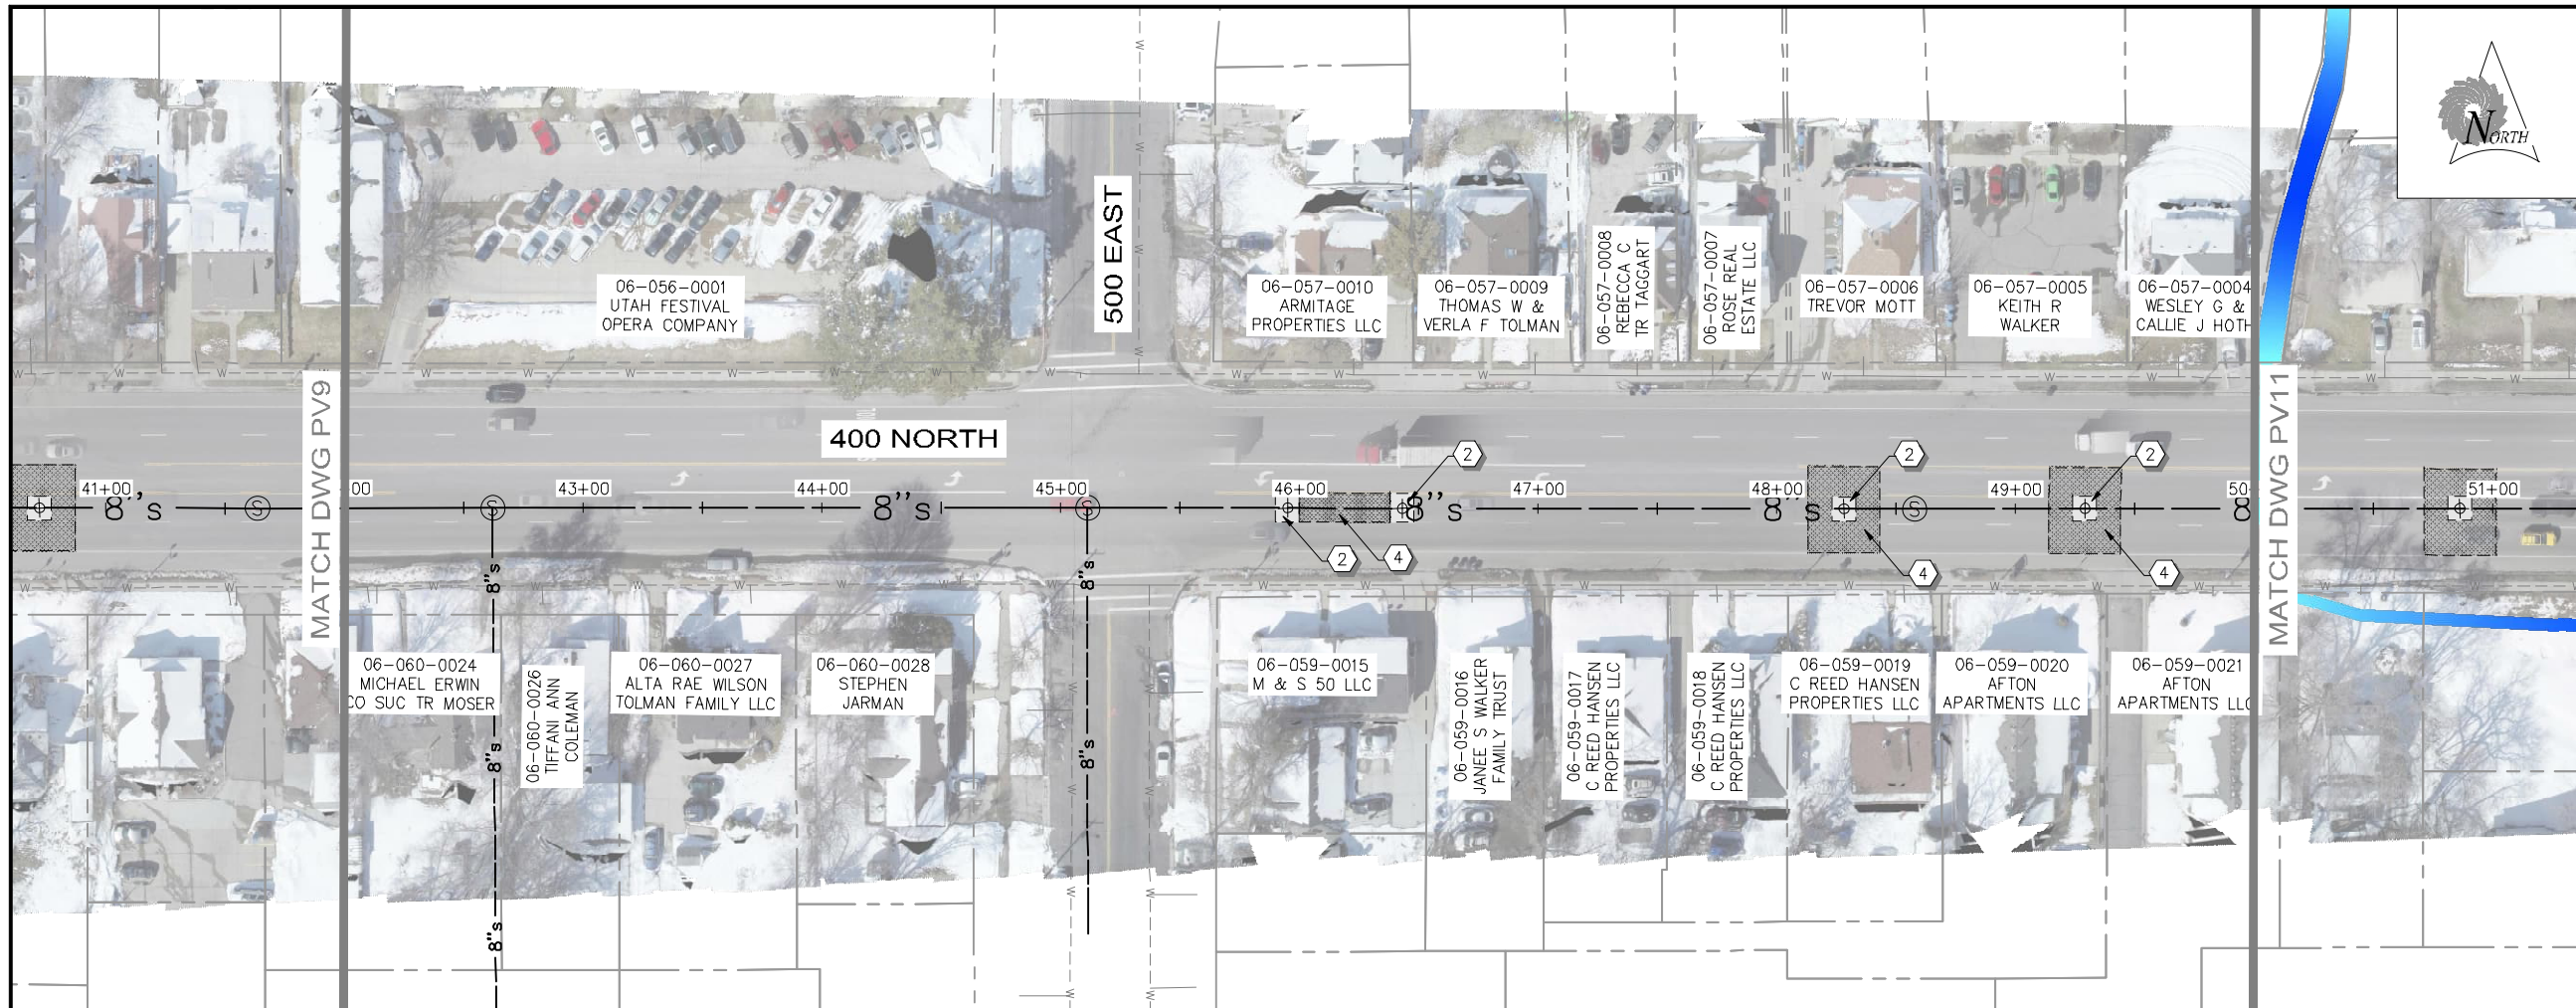 NORTH
500 EAST
06-056-0001
UTAH FESTIVAL
OPERA COMPANY
06-057-0010
ARMITAGE
PROPERTIES LLC
06-057-0009
THOMAS W &
VERLA F TOLMAN
06-057-0008
REBECCA C
TR TAGGART
06-057-0007
ROSE REAL
ESTATE LLC
06-057-0006
TREVOR MOTT
06-057-0005
KEITH R
WALKER
06-057-0004
WESLEY G &
CALLIE J HOTH
W W W W W W W W W W W W W W
MATCH DWG PV9
400 NORTH
MATCH DWG PV11
2
2
2
41+00
00
43+00
44+00
45+00
46+00
47+00
48+00
49+00
50
51+00
8" S
S
S
8" S
S
8" S
8" S
S
8
2
4
4
4
8"s
8"s
06-060-0024
MICHAEL ERWIN
CO SUC TR MOSER
06-060-0026
TIFFANI ANN
COLEMAN
06-060-0027
ALTA RAE WILSON
TOLMAN FAMILY LLC
06-060-0028
STEPHEN
JARMAN
06-059-0015
M & S 50 LLC
06-059-0016
JANEE S WALKER
FAMILY TRUST
06-059-0017
C REED HANSEN
PROPERTIES LLC
06-059-0018
C REED HANSEN
PROPERTIES LLC
06-059-0019
C REED HANSEN
PROPERTIES LLC
06-059-0020
AFTON
APARTMENTS LLC
06-059-0021
AFTON
APARTMENTS LLC
8"s
8"s
8"s